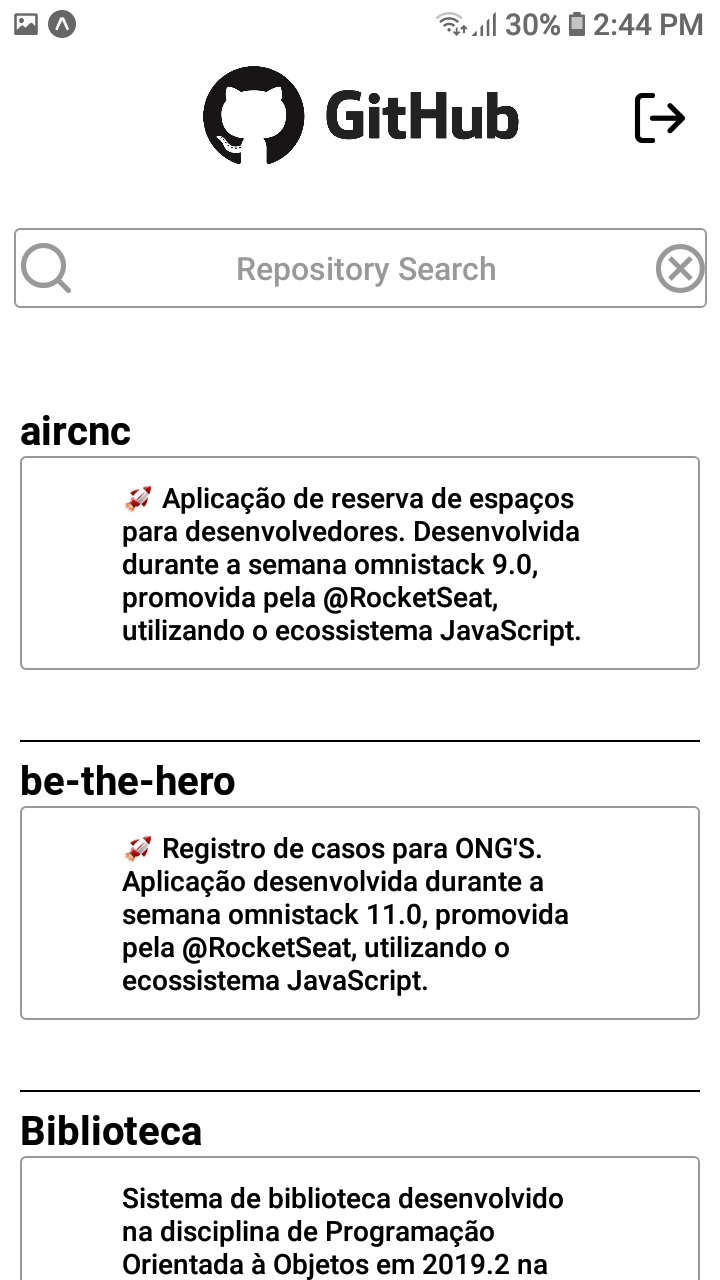 30% 2:44 PM
GitHub
Repository Search
aircnc
🚀 Aplicação de reserva de espaços
para desenvolvedores. Desenvolvida
durante a semana omnistack 9.0,
promovida pela @RocketSeat,
utilizando o ecossistema JavaScript.
be-the-hero
🚀 Registro de casos para ONG'S.
Aplicação desenvolvida durante a
semana omnistack 11.0, promovida
pela @RocketSeat, utilizando o
ecossistema JavaScript.
Biblioteca
Sistema de biblioteca desenvolvido
na disciplina de Programação
Orientada à Objetos em 2019.2 na